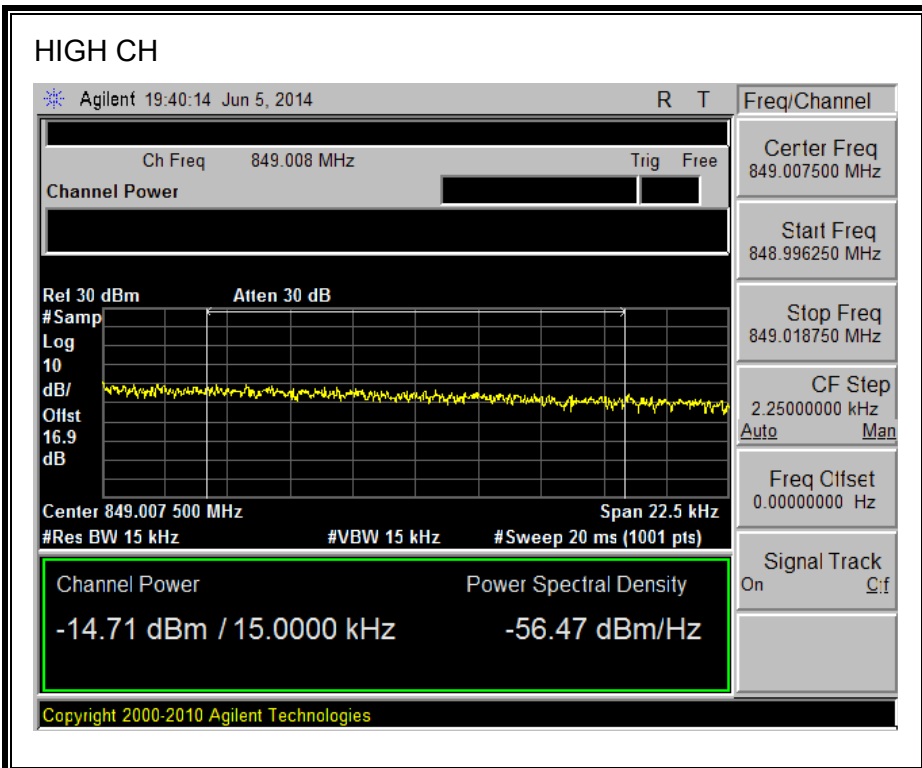 HIGH CH
Agilent 19:40:14 Jun 5, 2014 R T
Freq/Channel
Ch Freq 849.008 MHz Trig Free
Channel Power
Center Freq
849.007500 MHz
Start Freq
848.996250 MHz
Stop Freq
849.018750 MHz
CF Step
2.25000000 kHz
Auto Man
Freq Offset
0.00000000 Hz
Signal Track
On Off
Ref 30 dBm Atten 30 dB
#Samp
Log
10
dB/
Offst
16.9
dB
Center 849.007 500 MHz Span 22.5 kHz
#Res BW 15 kHz #VBW 15 kHz #Sweep 20 ms (1001 pts)
Channel Power Power Spectral Density
-14.71 dBm / 15.0000 kHz -56.47 dBm/Hz
Copyright 2000-2010 Agilent Technologies